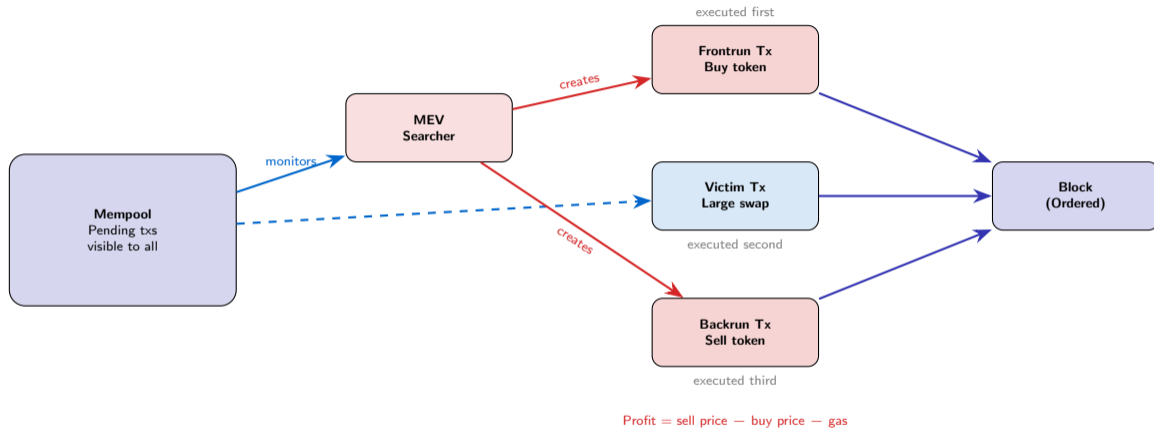 executed first
Frontrun Tx
Buy token
creates
MEV
Searcher
monitors
Mempool
Pending txs
visible to all
Victim Tx
Large swap
executed second
Block
(Ordered)
creates
Backrun Tx
Sell token
executed third
Profit = sell price − buy price − gas